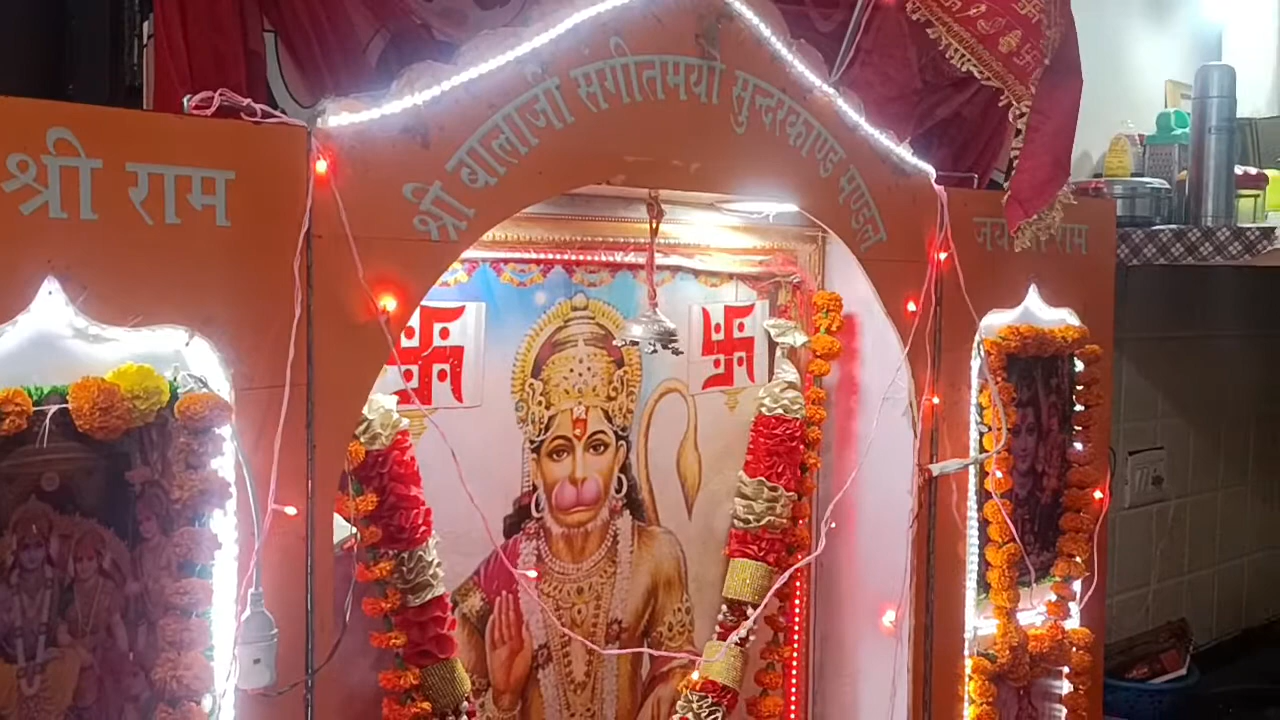 श्री राम
श्री बालाजी संगीतमयी सुन्दरकाण्ड मण्डल
जय राम